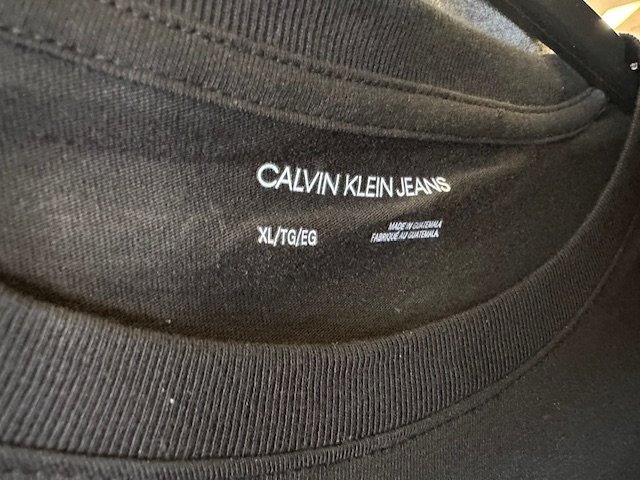 CALVIN KLEIN JEANS
XL/TG/EG
MADE IN GUATEMALA
FABRIQUÉ AU GUATEMALA.